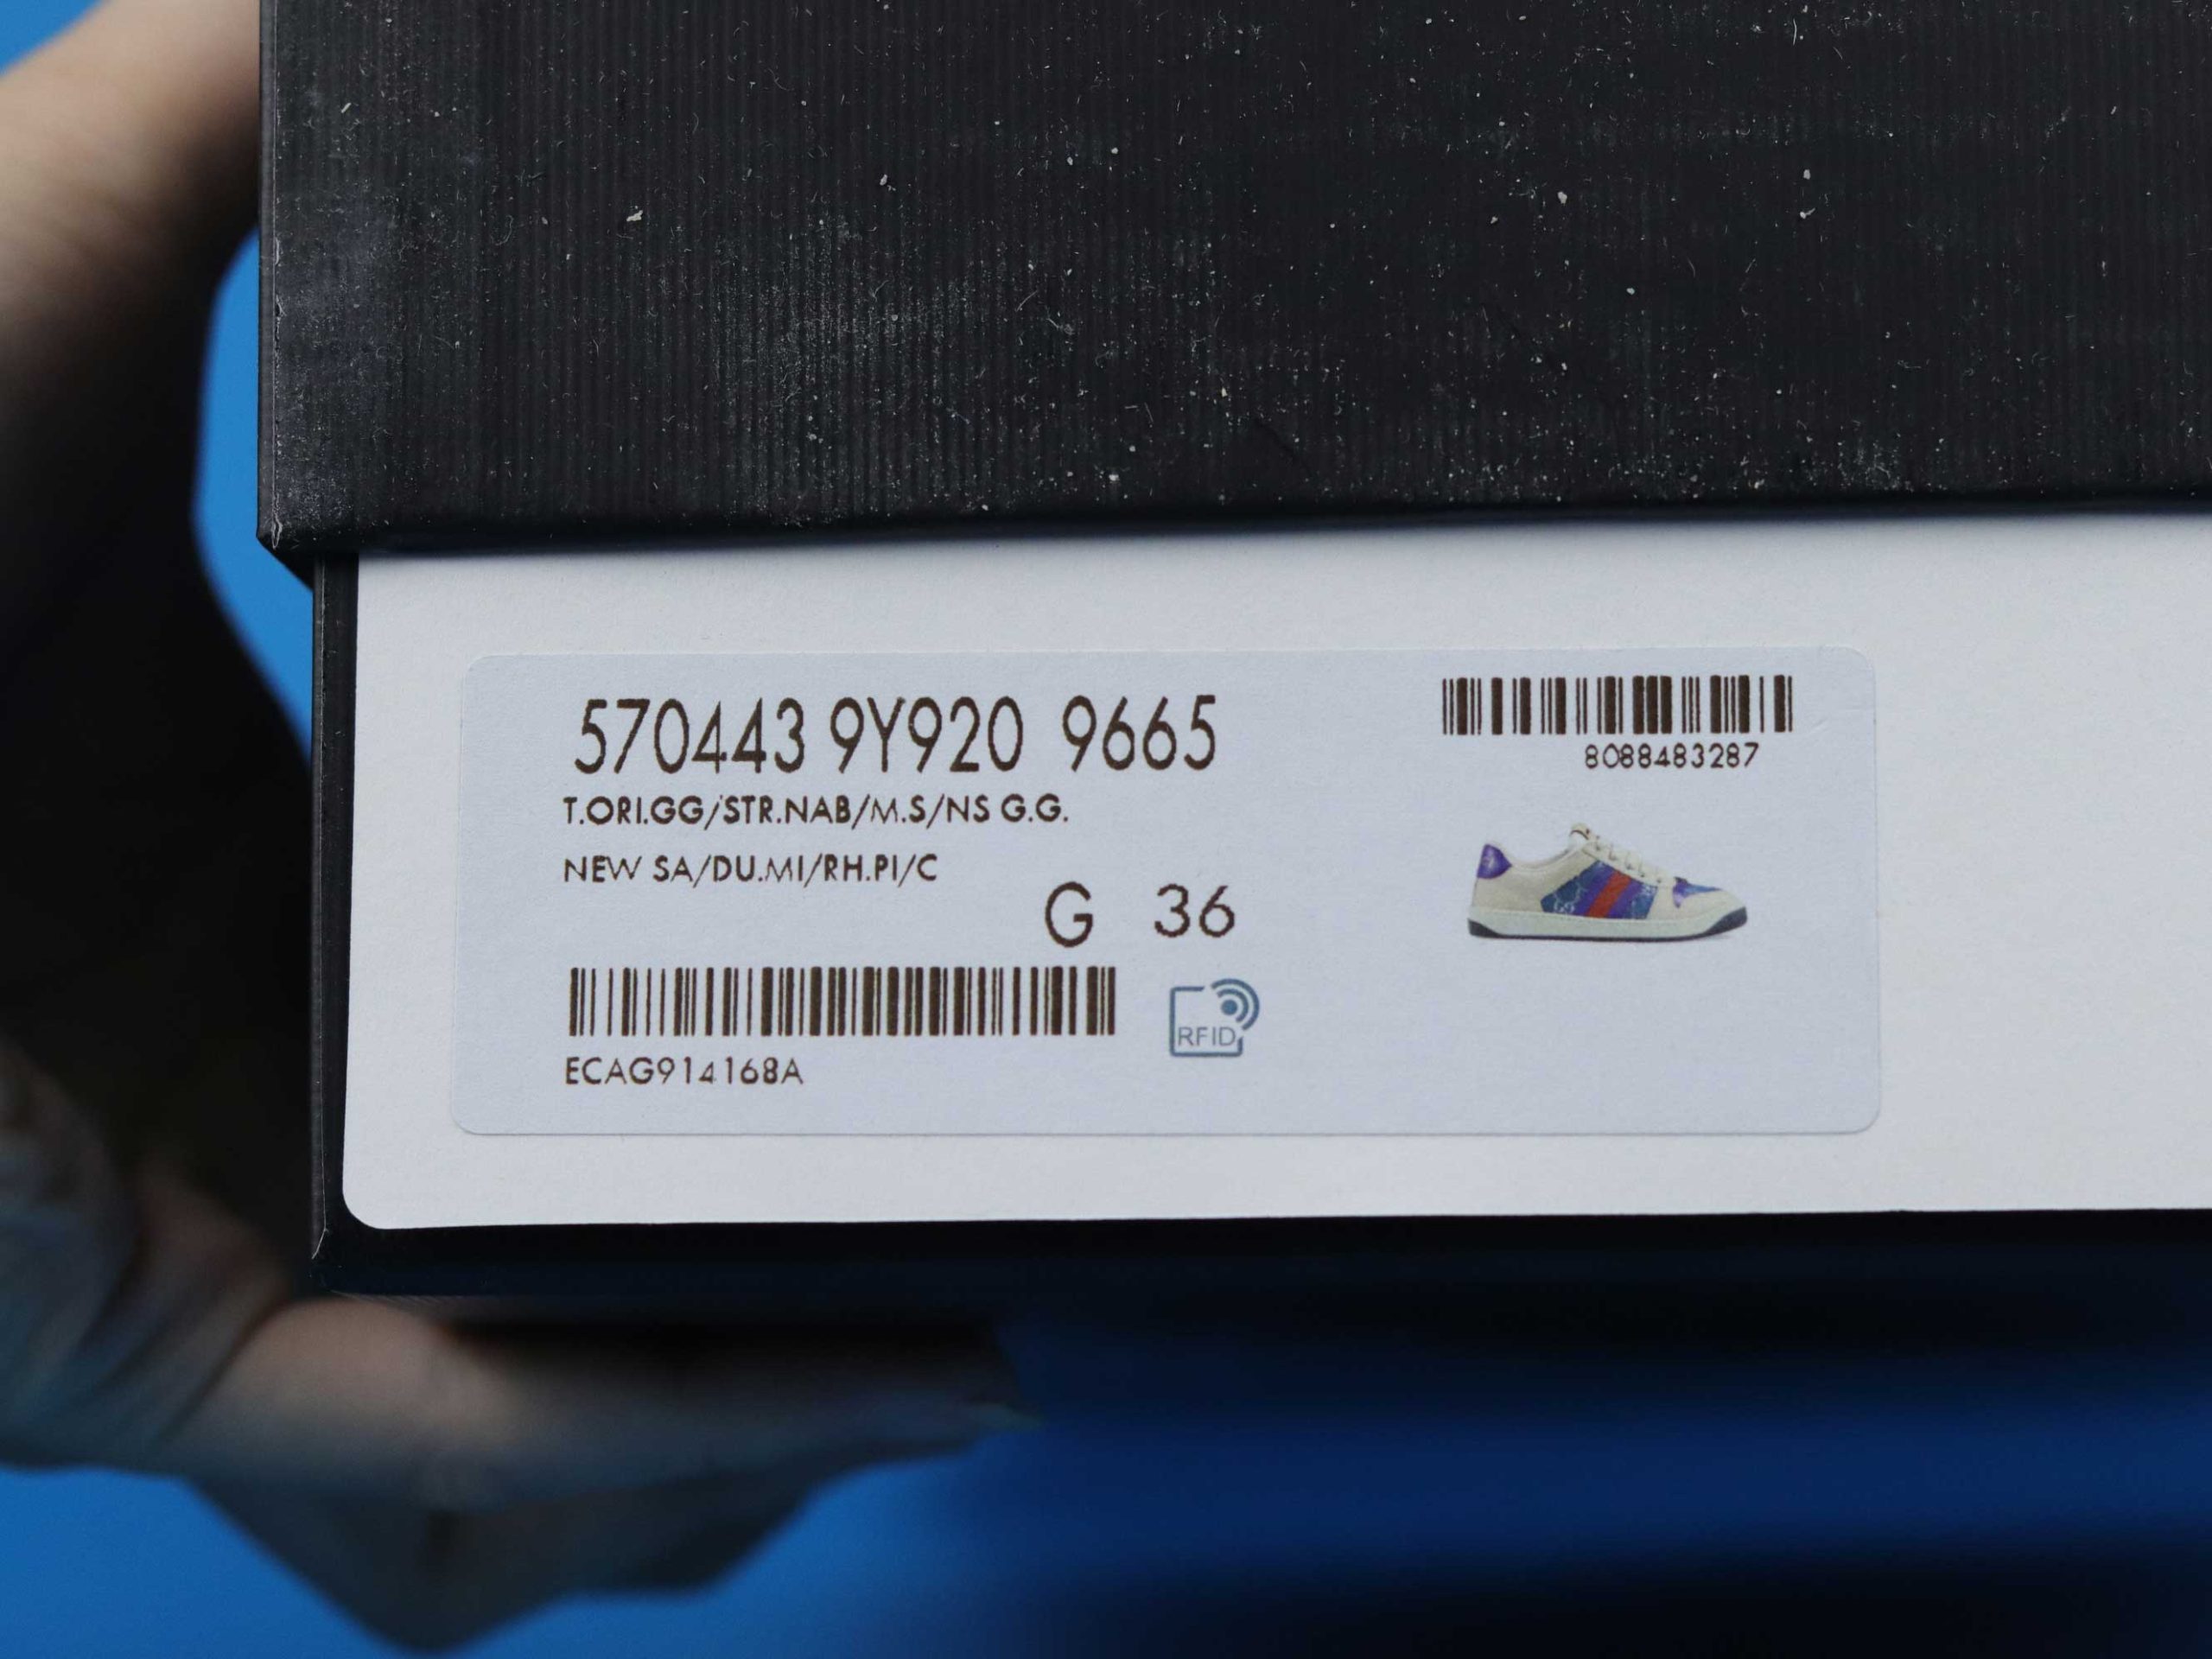 570443 9Y920 9665
T.ORI.GG/STR.NAB/M.S/NS G.G.
NEW SA/DU.MI/RH.PI/C
G 36
ECAG914168A
RFID
8088483287